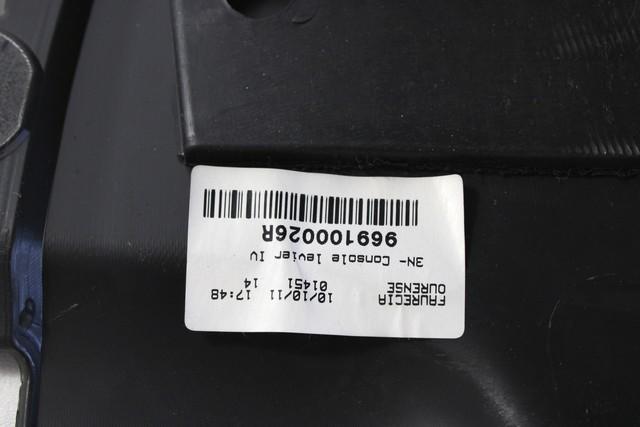 FAURECIA 10/10/11 17:48
OURENSE 01451 14
3N- Console levier IV
969100026R